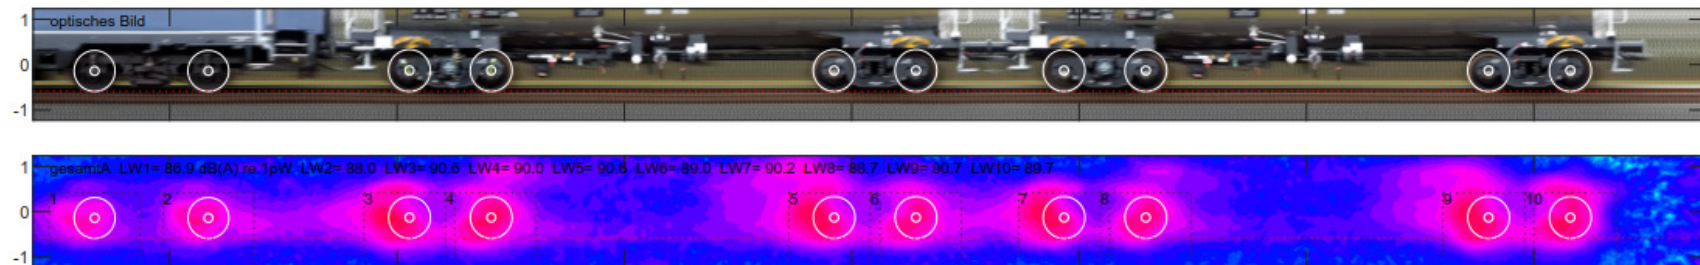 1
optisches Bild
0
-1
1
gesamtA LW1= 86.9 dB(A) re.1pW LW2= 88.0 LW3= 90.6 LW4= 90.0 LW5= 90.6 LW6= 89.0 LW7= 90.2 LW8= 88.7 LW9= 90.7 LW10= 89.7
1 2 3 4 5 6 7 8 9 10
0
-1